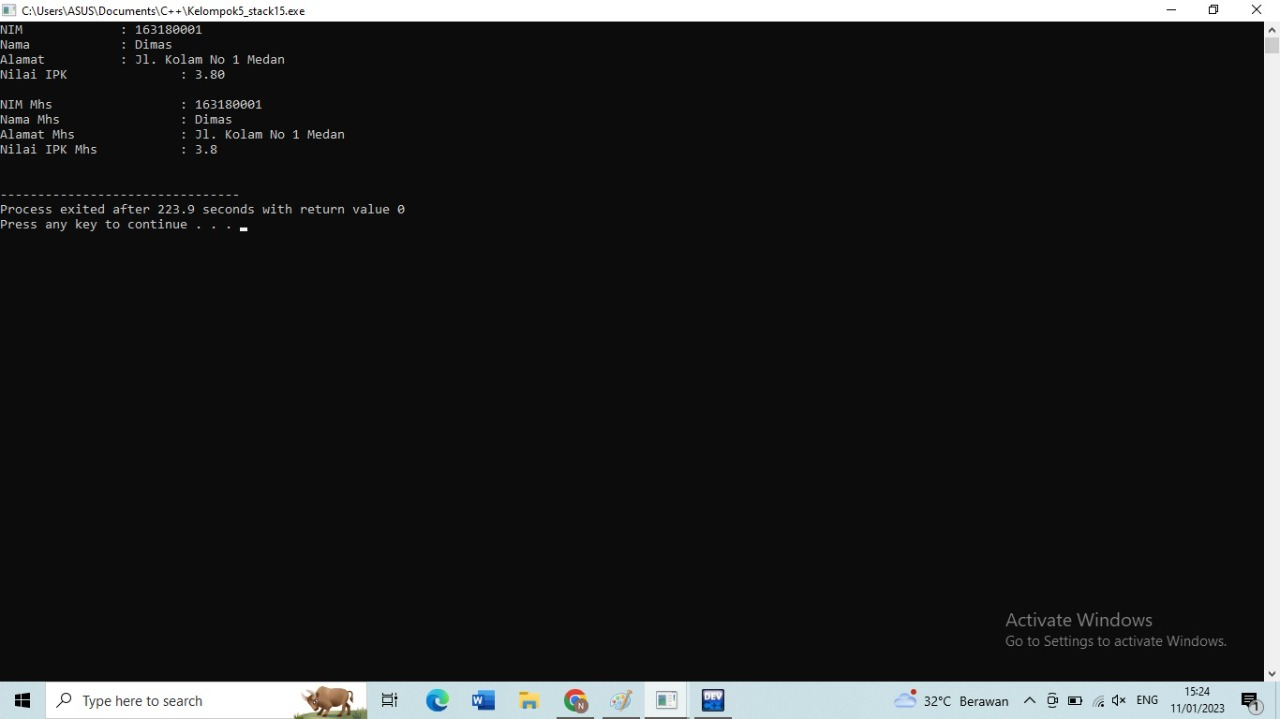 C:\Users\ASUS\Documents\C++\Kelompok5_stack15.exe
NIM : 163180001
Nama : Dimas
Alamat : Jl. Kolam No 1 Medan
Nilai IPK : 3.80
NIM Mhs : 163180001
Nama Mhs : Dimas
Alamat Mhs : Jl. Kolam No 1 Medan
Nilai IPK Mhs : 3.8
--------------------------------
Process exited after 223.9 seconds with return value 0
Press any key to continue . . .
Activate Windows
Go to Settings to activate Windows.
Type here to search
W
N
DEV
32°C Berawan
ENG
15:24
11/01/2023
1